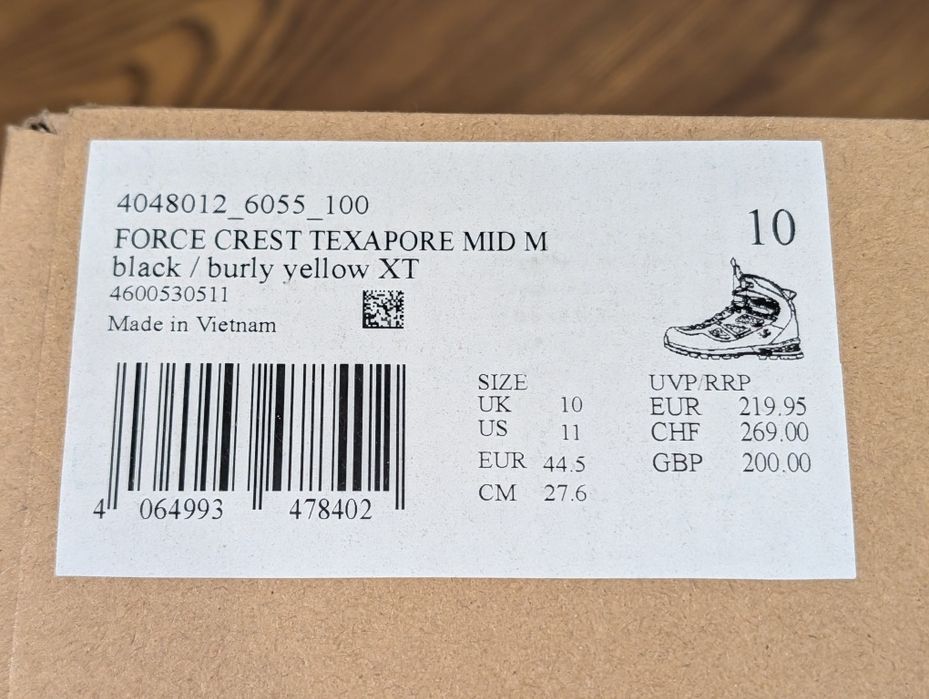 4048012_6055_100
FORCE CREST TEXAPORE MID M
black / burly yellow XT
4600530511
Made in Vietnam
10
SIZE
UK 10
US 11
EUR 44.5
CM 27.6
UVP/RRP
EUR 219.95
CHF 269.00
GBP 200.00
4 064993 478402